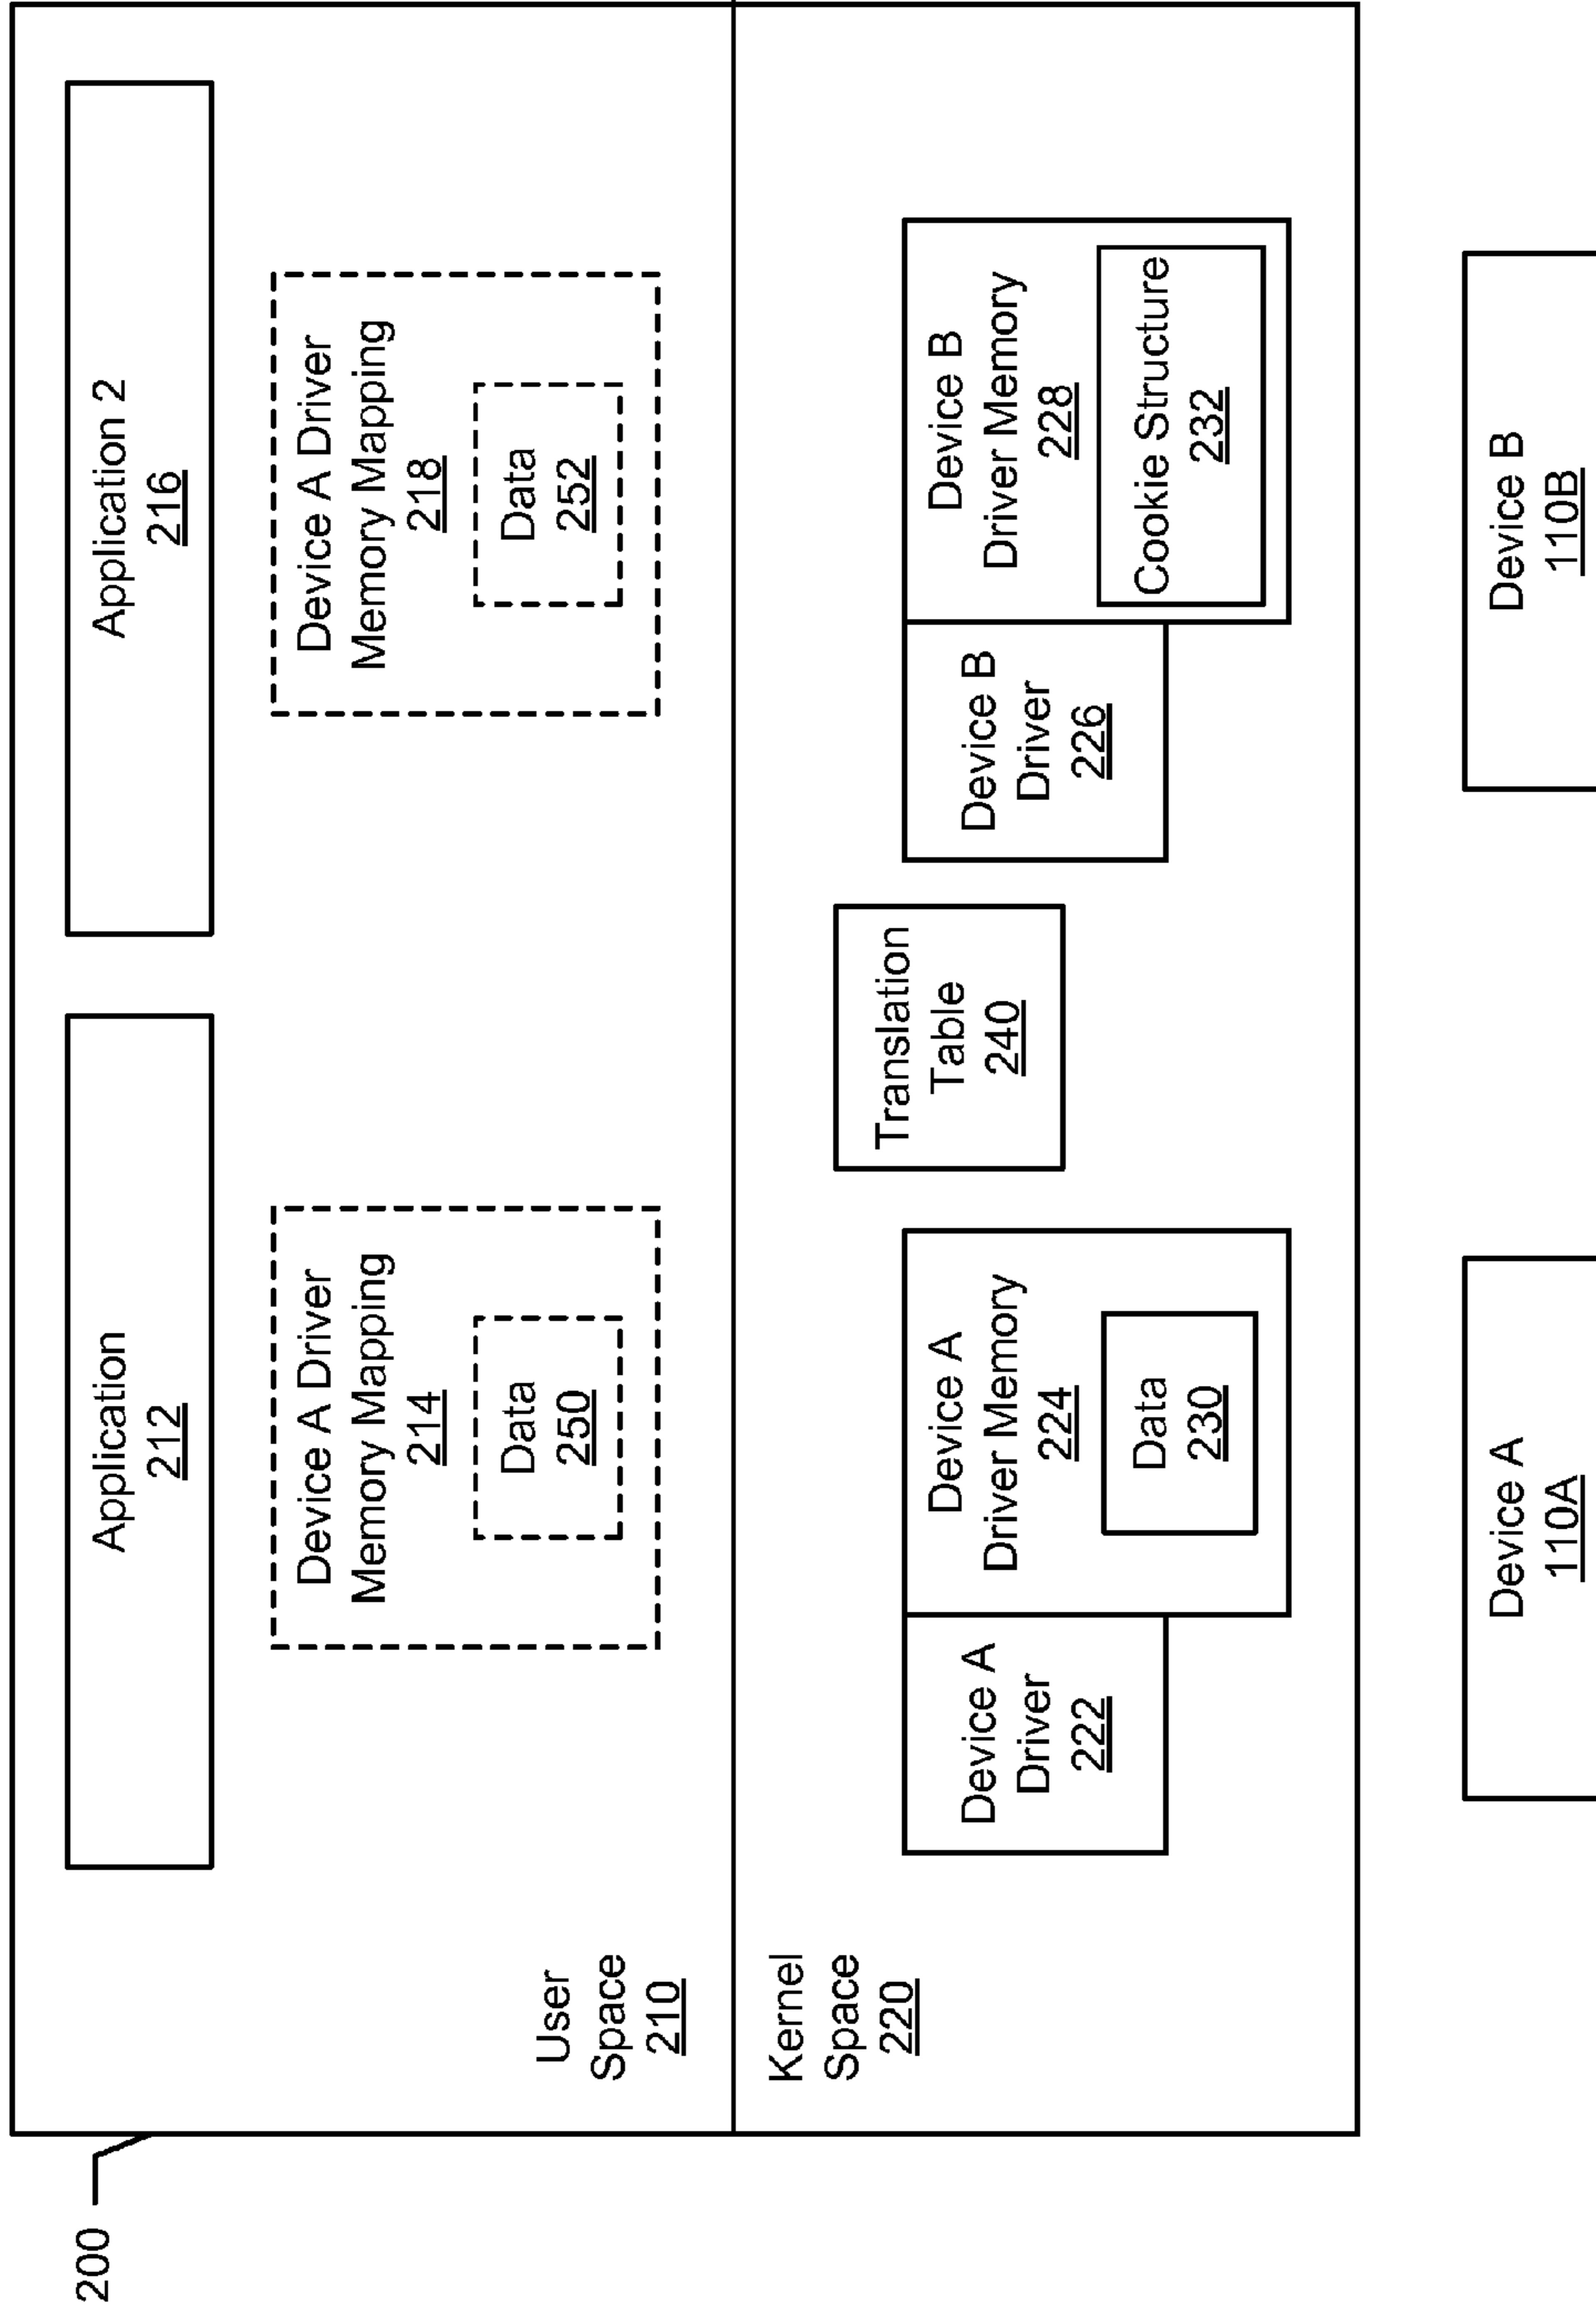 200
Application
212
Application 2
216
Device A Driver
Memory Mapping
214
Data
250
Device A Driver
Memory Mapping
218
Data
252
User
Space
210
Kernel
Space
220
Device A
Driver
222
Device A
Driver Memory
224
Data
230
Translation
Table
240
Device B
Driver
226
Device B
Driver Memory
228
Cookie Structure
232
Device A
110A
Device B
110B